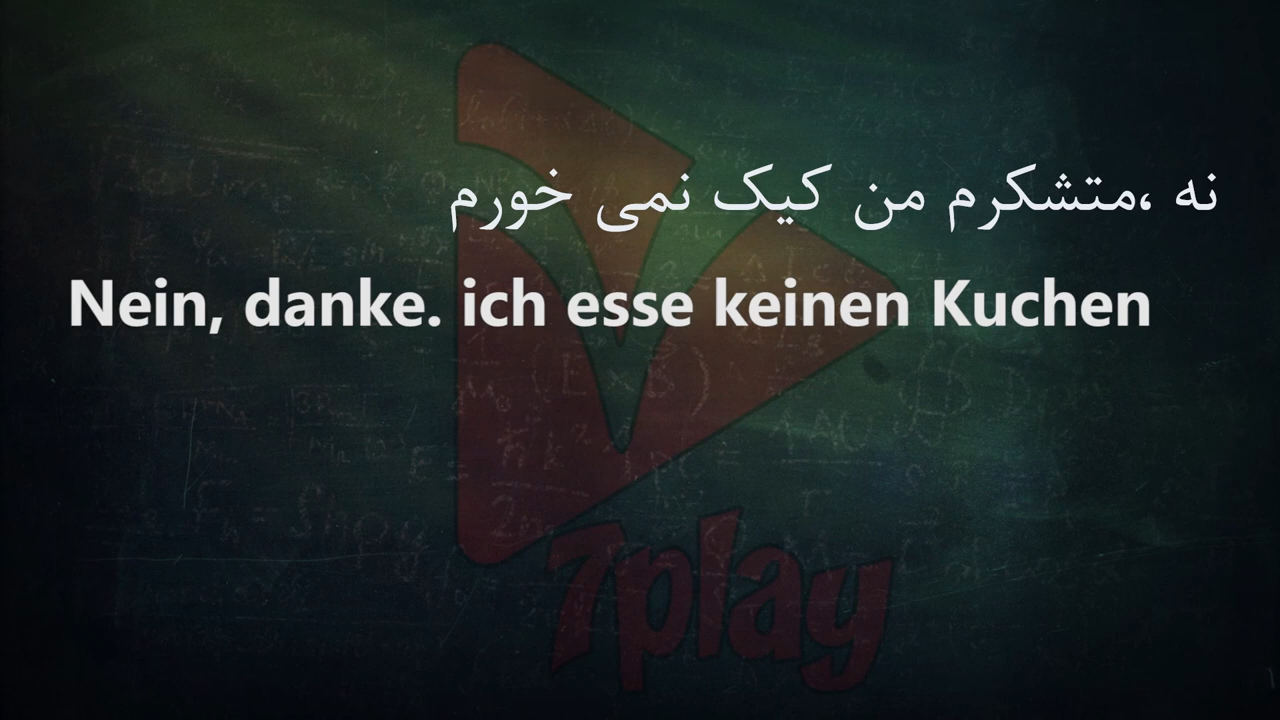 نه ،متشکرم من کیک نمی خورم
Nein, danke. ich esse keinen Kuchen
7play